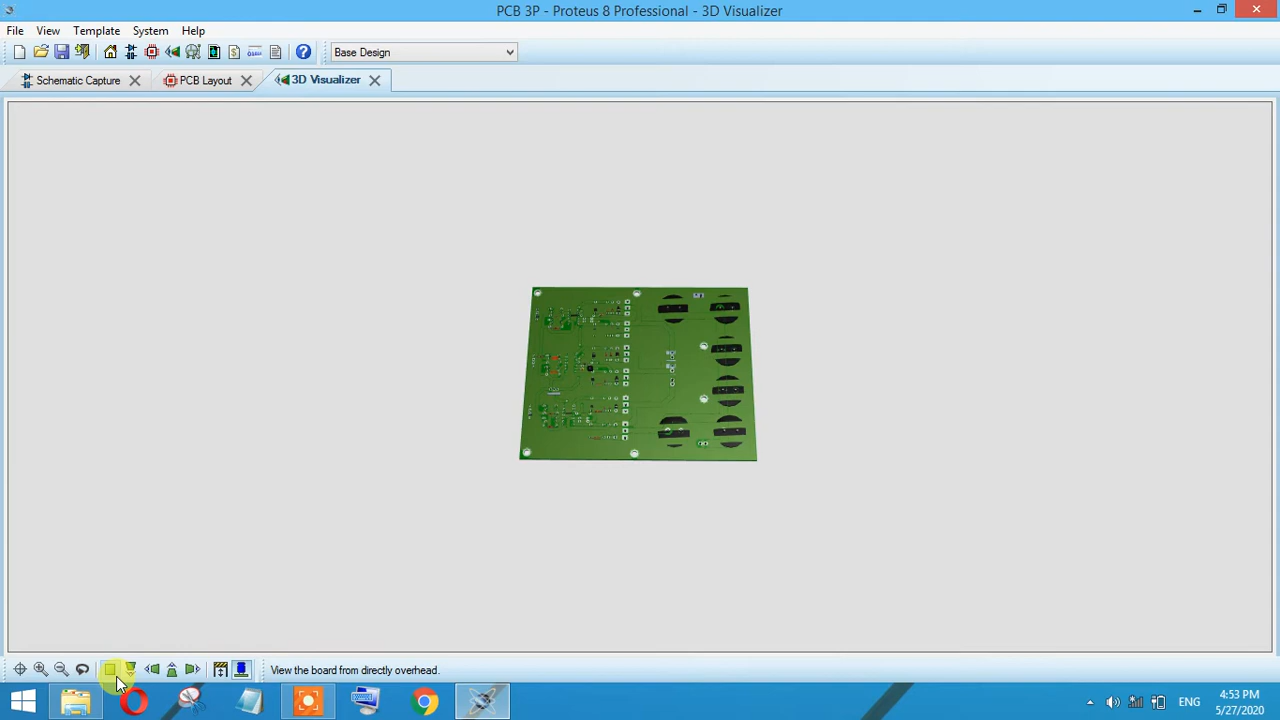 PCB 3P - Proteus 8 Professional - 3D Visualizer
File View Template System Help
Base Design
Schematic Capture
PCB Layout
3D Visualizer
View the board from directly overhead.
ENG
4:53 PM
5/27/2020